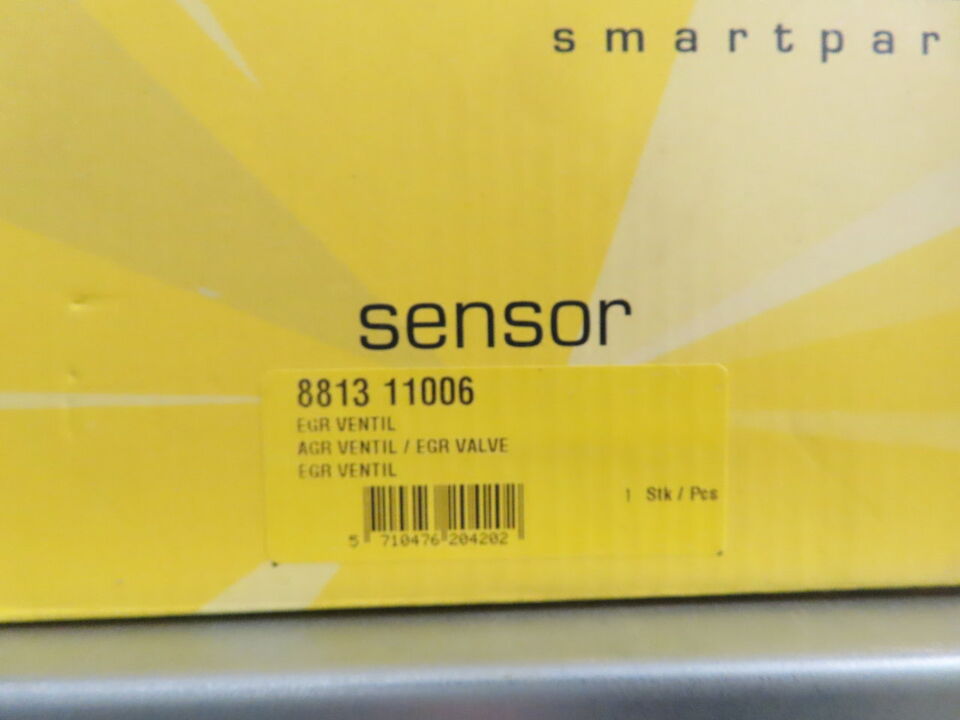 smartpar
sensor
8813 11006
EGR VENTIL
AGR VENTIL / EGR VALVE
EGR VENTIL
1 Stk / Pcs
5 710476 204202